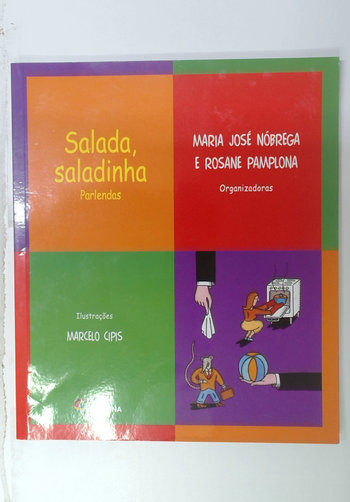 Salada,
saladinha
Parlendas
MARIA JOSÉ NÓBREGA
E ROSANE PAMPLONA
Organizadoras
Ilustrações
MARCELO CIPIS